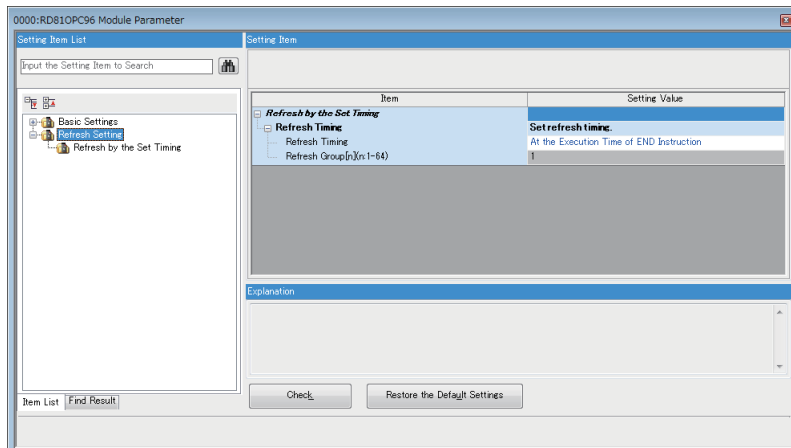 0000:RD81OPC96 Module Parameter
Setting Item List
Input the Setting Item to Search
Basic Settings
Refresh Setting
Refresh by the Set Timing
Item List
Find Result
Setting Item
Item
Setting Value
Refresh by the Set Timing
Refresh Timing
Set refresh timing.
Refresh Timing
At the Execution Time of END Instruction
Refresh Group[n](n:1-64)
1
Explanation
Check
Restore the Default Settings